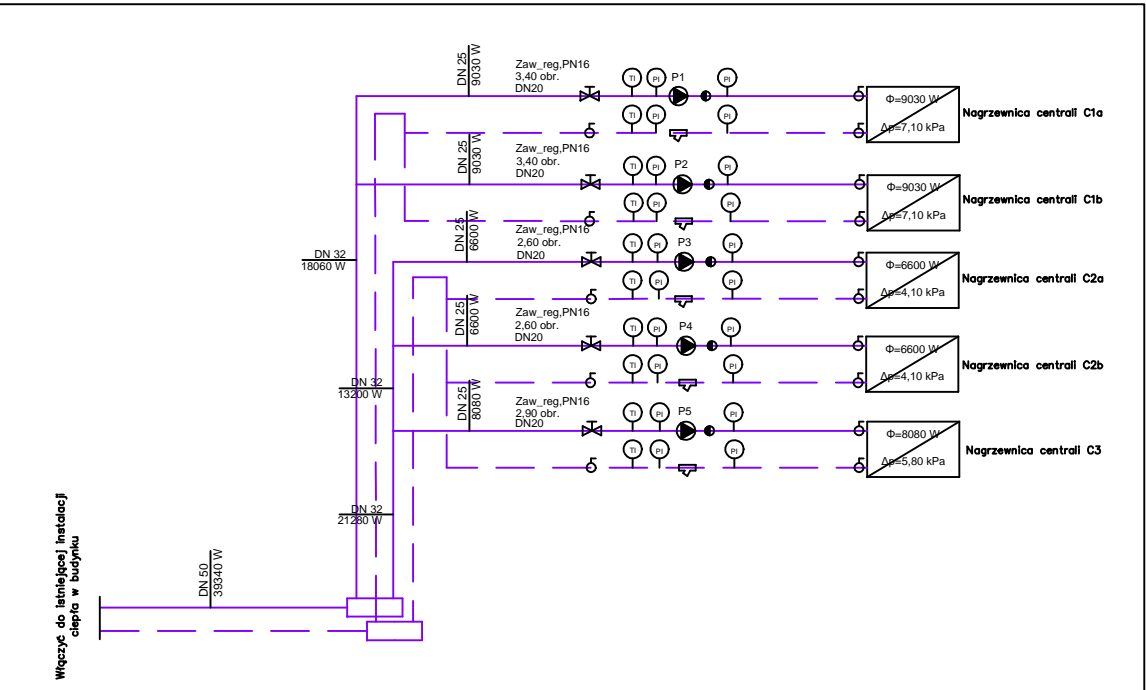 DN 25
9030 W
Zaw_reg,PN16
3,40 obr.
DN20
TI
PI
P1
PI
TI
PI
PI
Φ=9030 W
Δp=7,10 kPa
Nagrzewnica centrali C1a
DN 25
9030 W
Zaw_reg,PN16
3,40 obr.
DN20
TI
PI
P2
PI
TI
PI
PI
Φ=9030 W
Δp=7,10 kPa
Nagrzewnica centrali C1b
DN 32
18060 W
DN 25
6600 W
Zaw_reg,PN16
2,60 obr.
DN20
TI
PI
P3
PI
TI
PI
PI
Φ=6600 W
Δp=4,10 kPa
Nagrzewnica centrali C2a
DN 25
6600 W
Zaw_reg,PN16
2,60 obr.
DN20
TI
PI
P4
PI
TI
PI
PI
Φ=6600 W
Δp=4,10 kPa
Nagrzewnica centrali C2b
DN 32
13200 W
DN 25
8080 W
Zaw_reg,PN16
2,90 obr.
DN20
TI
PI
P5
PI
TI
PI
PI
Φ=8080 W
Δp=5,80 kPa
Nagrzewnica centrali C3
DN 32
21280 W
DN 50
39340 W
Włączyć do istniejącej instalacji
ciepła w budynku